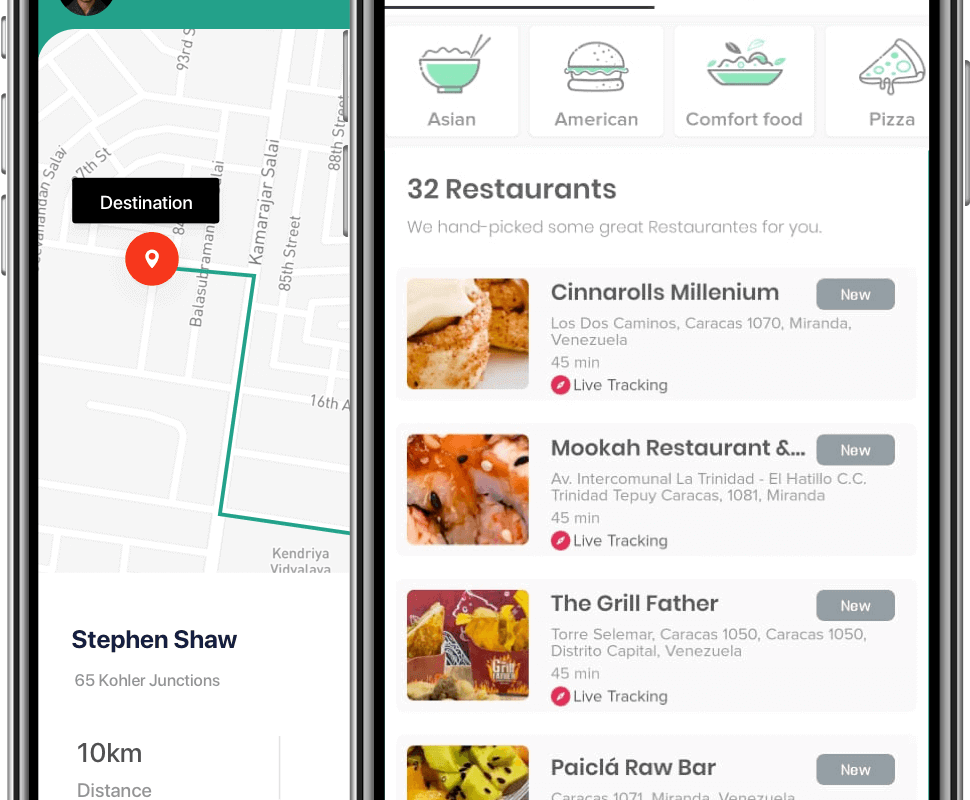 93rd S
88th Street
Kamarajar Salai
85th Street
Balasubramaniam Salai
Destination
16th A
Kendriya
Vidyalaya
Stephen Shaw
65 Kohler Junctions
10km
Distance
Asian
American
Comfort food
Pizza
32 Restaurants
We hand-picked some great Restaurantes for you.
Cinnarolls Millenium
New
Los Dos Caminos, Caracas 1070, Miranda,
Venezuela
45 min
Live Tracking
Mookah Restaurant &...
New
Av. Intercomunal La Trinidad - El Hatillo C.C.
Trinidad Tepuy Caracas, 1081, Miranda
45 min
Live Tracking
The Grill Father
New
Torre Selemar, Caracas 1050, Caracas 1050,
Distrito Capital, Venezuela
45 min
Live Tracking
Grill
Father
Paiclá Raw Bar
New
Caracas 1071, Miranda, Venezuela